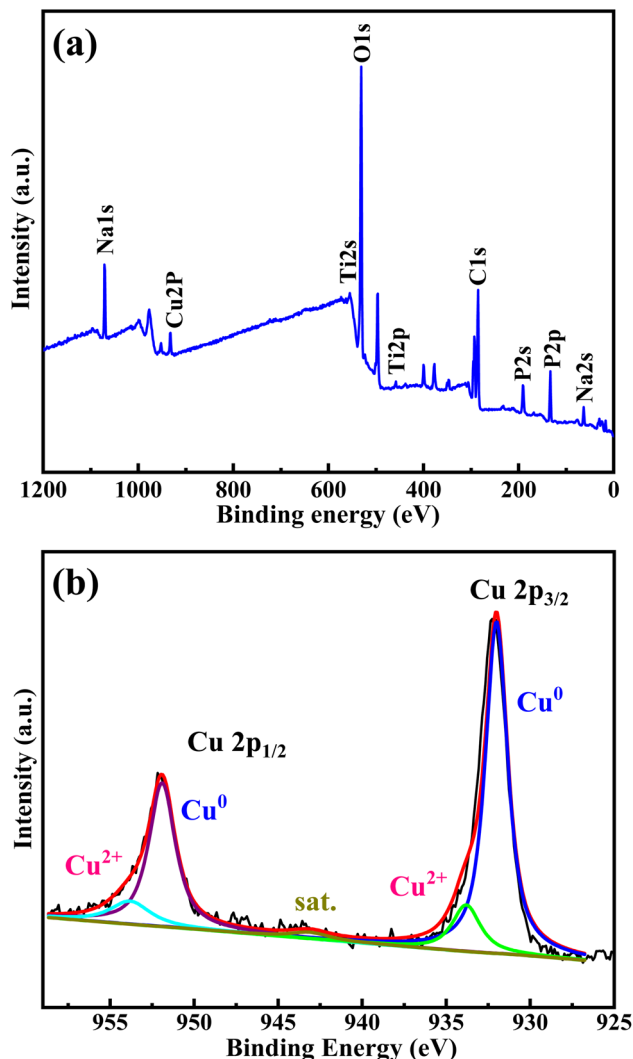 (a)
Intensity (a.u.)
Na1s
Cu2P
Ti2s
O1s
Ti2p
C1s
P2s
P2p
Na2s
1200 1000 800 600 400 200 0
Binding energy (eV)
(b)
Intensity (a.u.)
Cu 2p3/2
Cu⁰
Cu 2p1/2
Cu⁰
Cu²⁺
Cu²⁺
sat.
955 950 945 940 935 930 925
Binding Energy (eV)